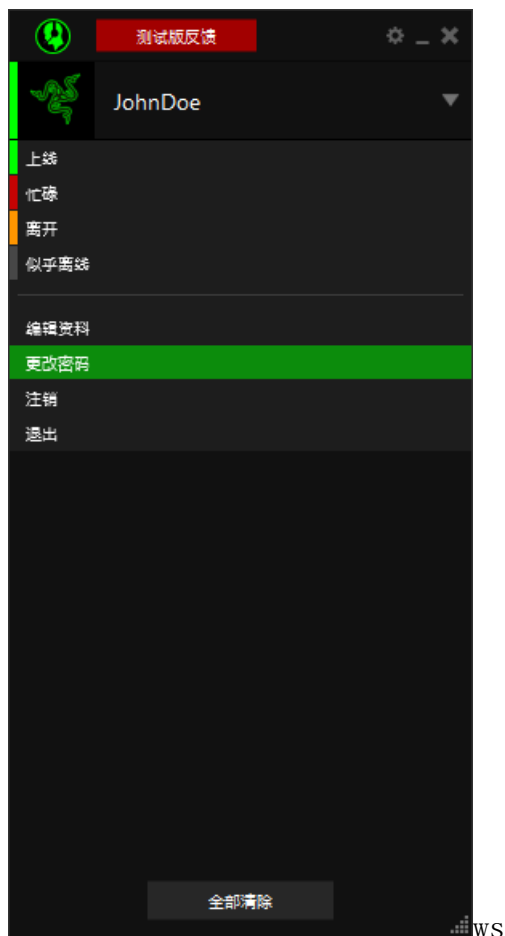 测试版反馈
JohnDoe
上线
忙碌
离开
似乎离线
编辑资料
更改密码
注销
退出
全部清除
ws